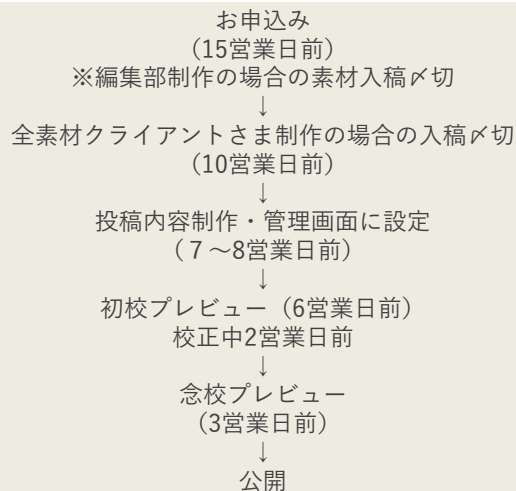 お申込み
(15営業日前)
※編集部制作の場合の素材入稿〆切
↓
全素材クライアントさま制作の場合の入稿〆切
(10営業日前)
↓
投稿内容制作・管理画面に設定
(７～8営業日前)
↓
初校プレビュー（6営業日前)
校正中2営業日前
↓
念校プレビュー
(3営業日前)
↓
公開